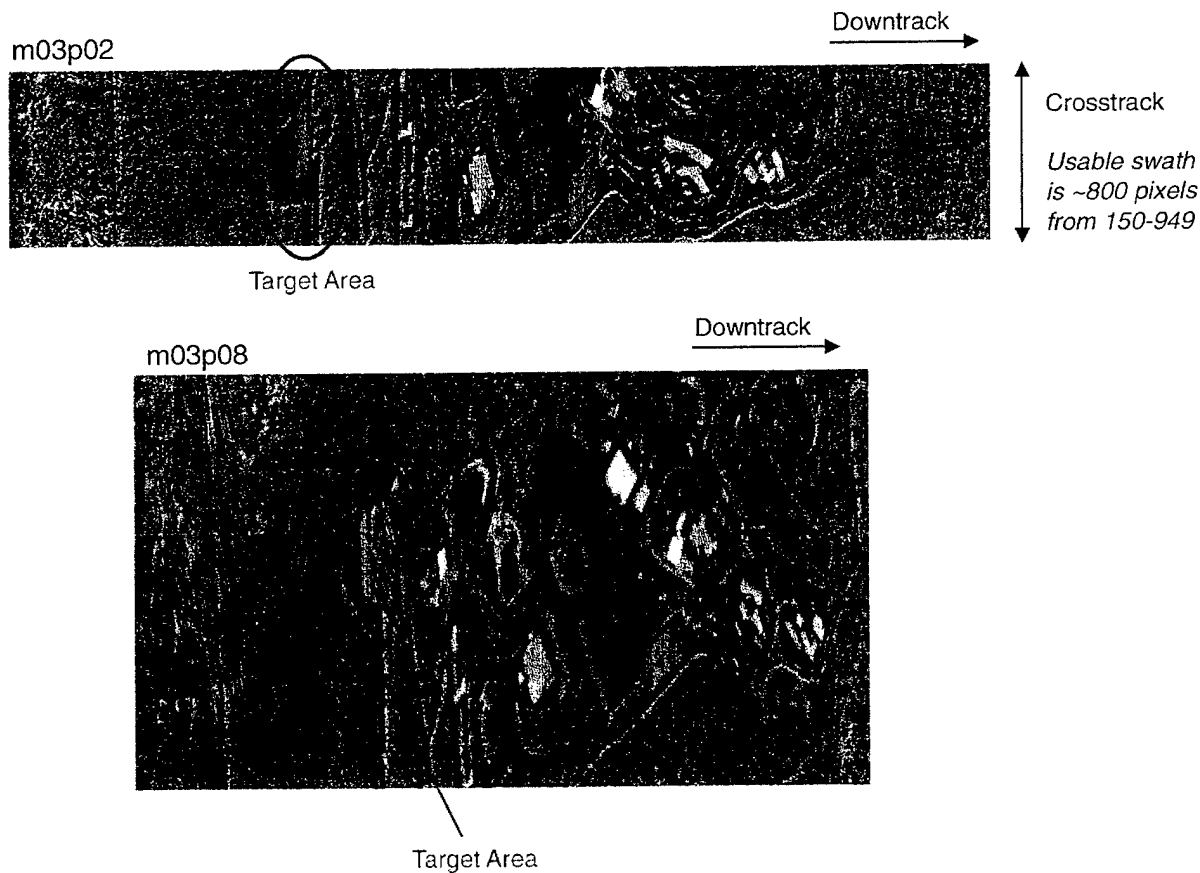 Downtrack
m03p02
Crosstrack
Usable swath
is ~800 pixels
from 150-949
Target Area
Downtrack
m03p08
Target Area